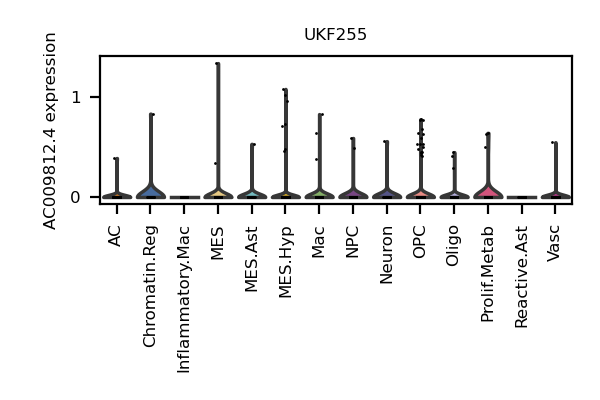 UKF255
AC009812.4 expression
1
0
AC
Chromatin.Reg
Inflammatory.Mac
MES
MES.Ast
MES.Hyp
Mac
NPC
Neuron
OPC
Oligo
Prolif.Metab
Reactive.Ast
Vasc